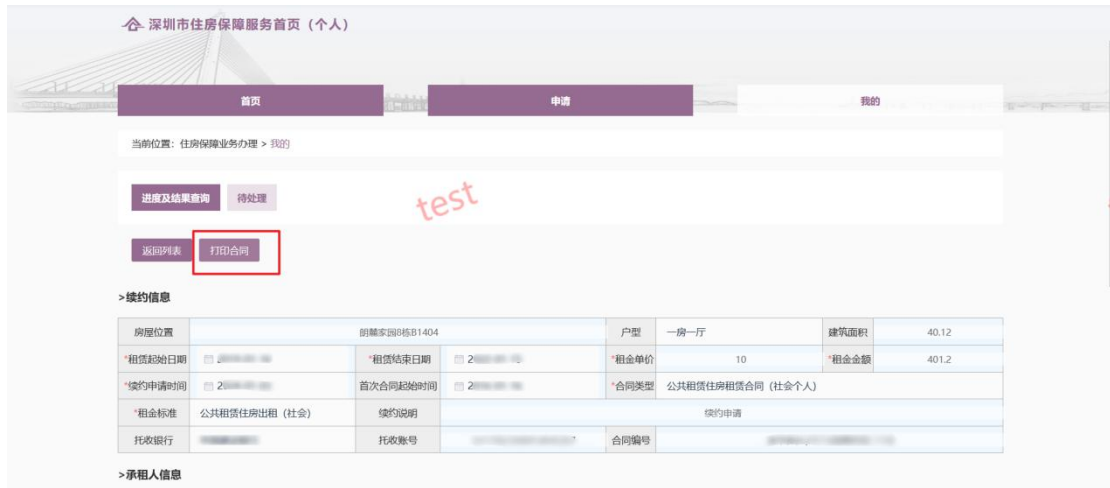 深圳市住房保障服务首页（个人）
首页 申请 我的
当前位置：住房保障业务办理 > 我的
进度及结果查询 待处理
test
返回列表 打印合同
>续约信息
房屋位置 朗麓家园8栋B1404 户型 一房一厅 建筑面积 40.12
*租赁起始日期 *租赁结束日期 2 *租金单价 10 *租金金额 401.2
*续约申请时间 2 首次合同起始时间 2 *合同类型 公共租赁住房租赁合同（社会个人）
*租金标准 公共租赁住房出租（社会） 续约说明 续约申请
托收银行 托收账号 合同编号
>承租人信息